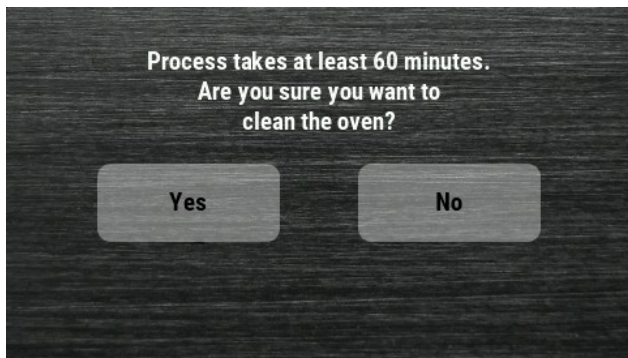 Process takes at least 60 minutes.
Are you sure you want to
clean the oven?
Yes
No